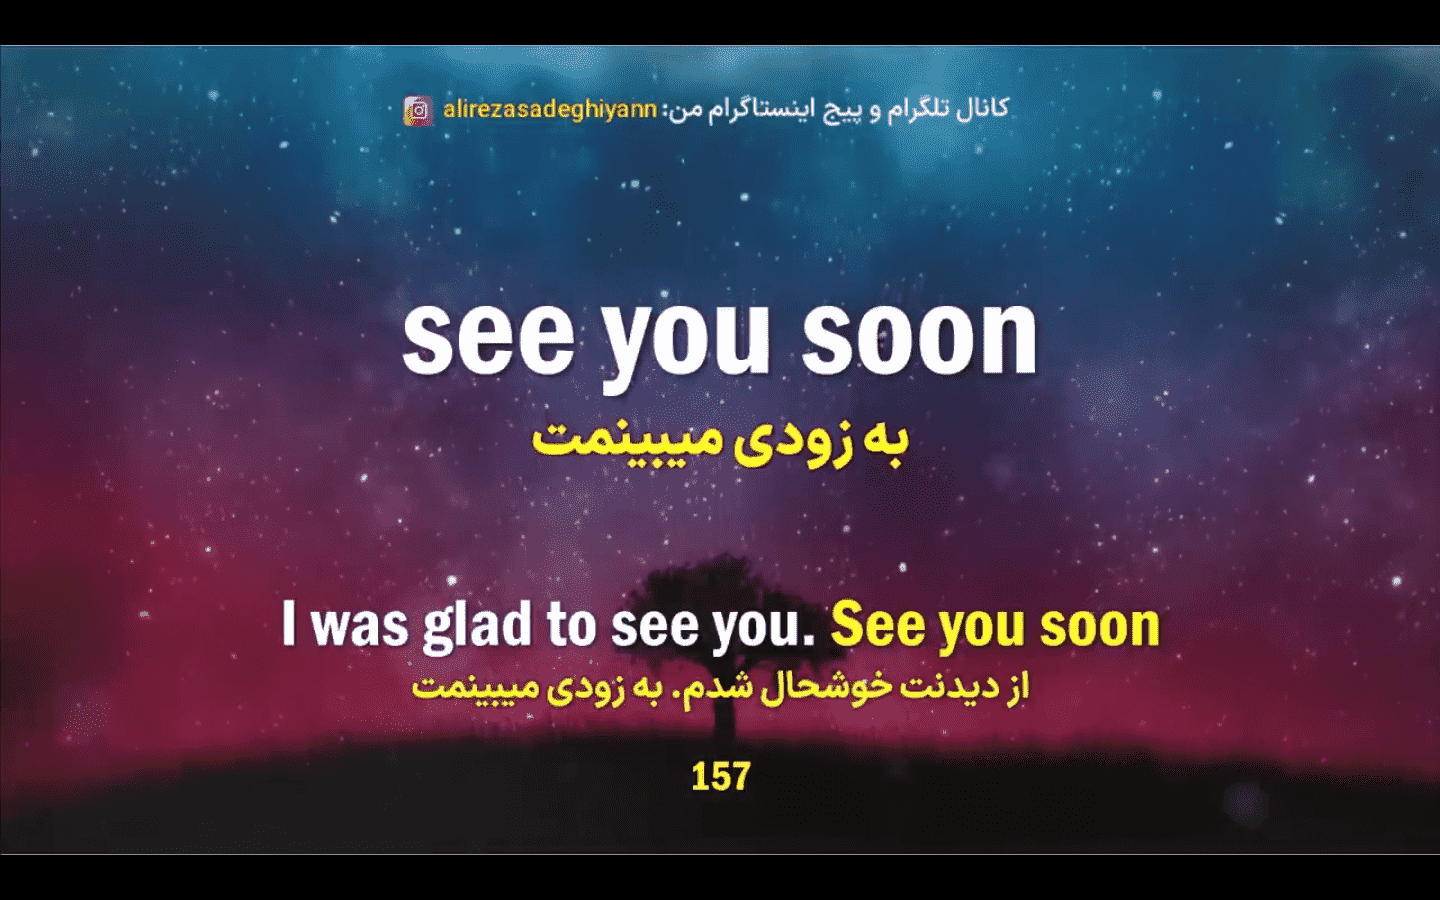 کانال تلگرام و پیج اینستاگرام من: alirezasadeghiyann
see you soon
به زودی میبینمت
I was glad to see you. See you soon
از دیدنت خوشحال شدم. به زودی میبینمت
157